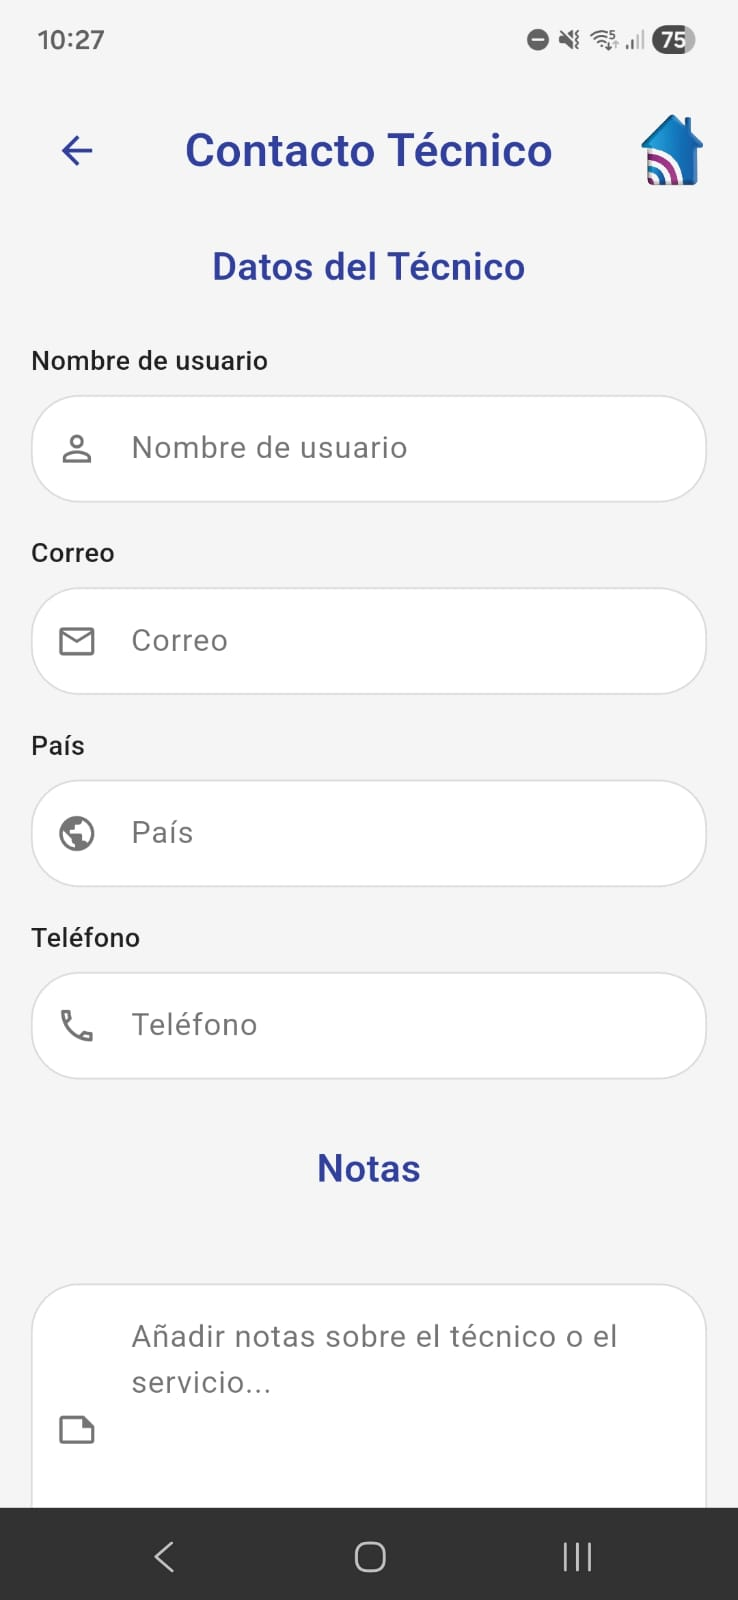 10:27
75
Contacto Técnico
Datos del Técnico
Nombre de usuario
Nombre de usuario
Correo
Correo
País
País
Teléfono
Teléfono
Notas
Añadir notas sobre el técnico o el
servicio...